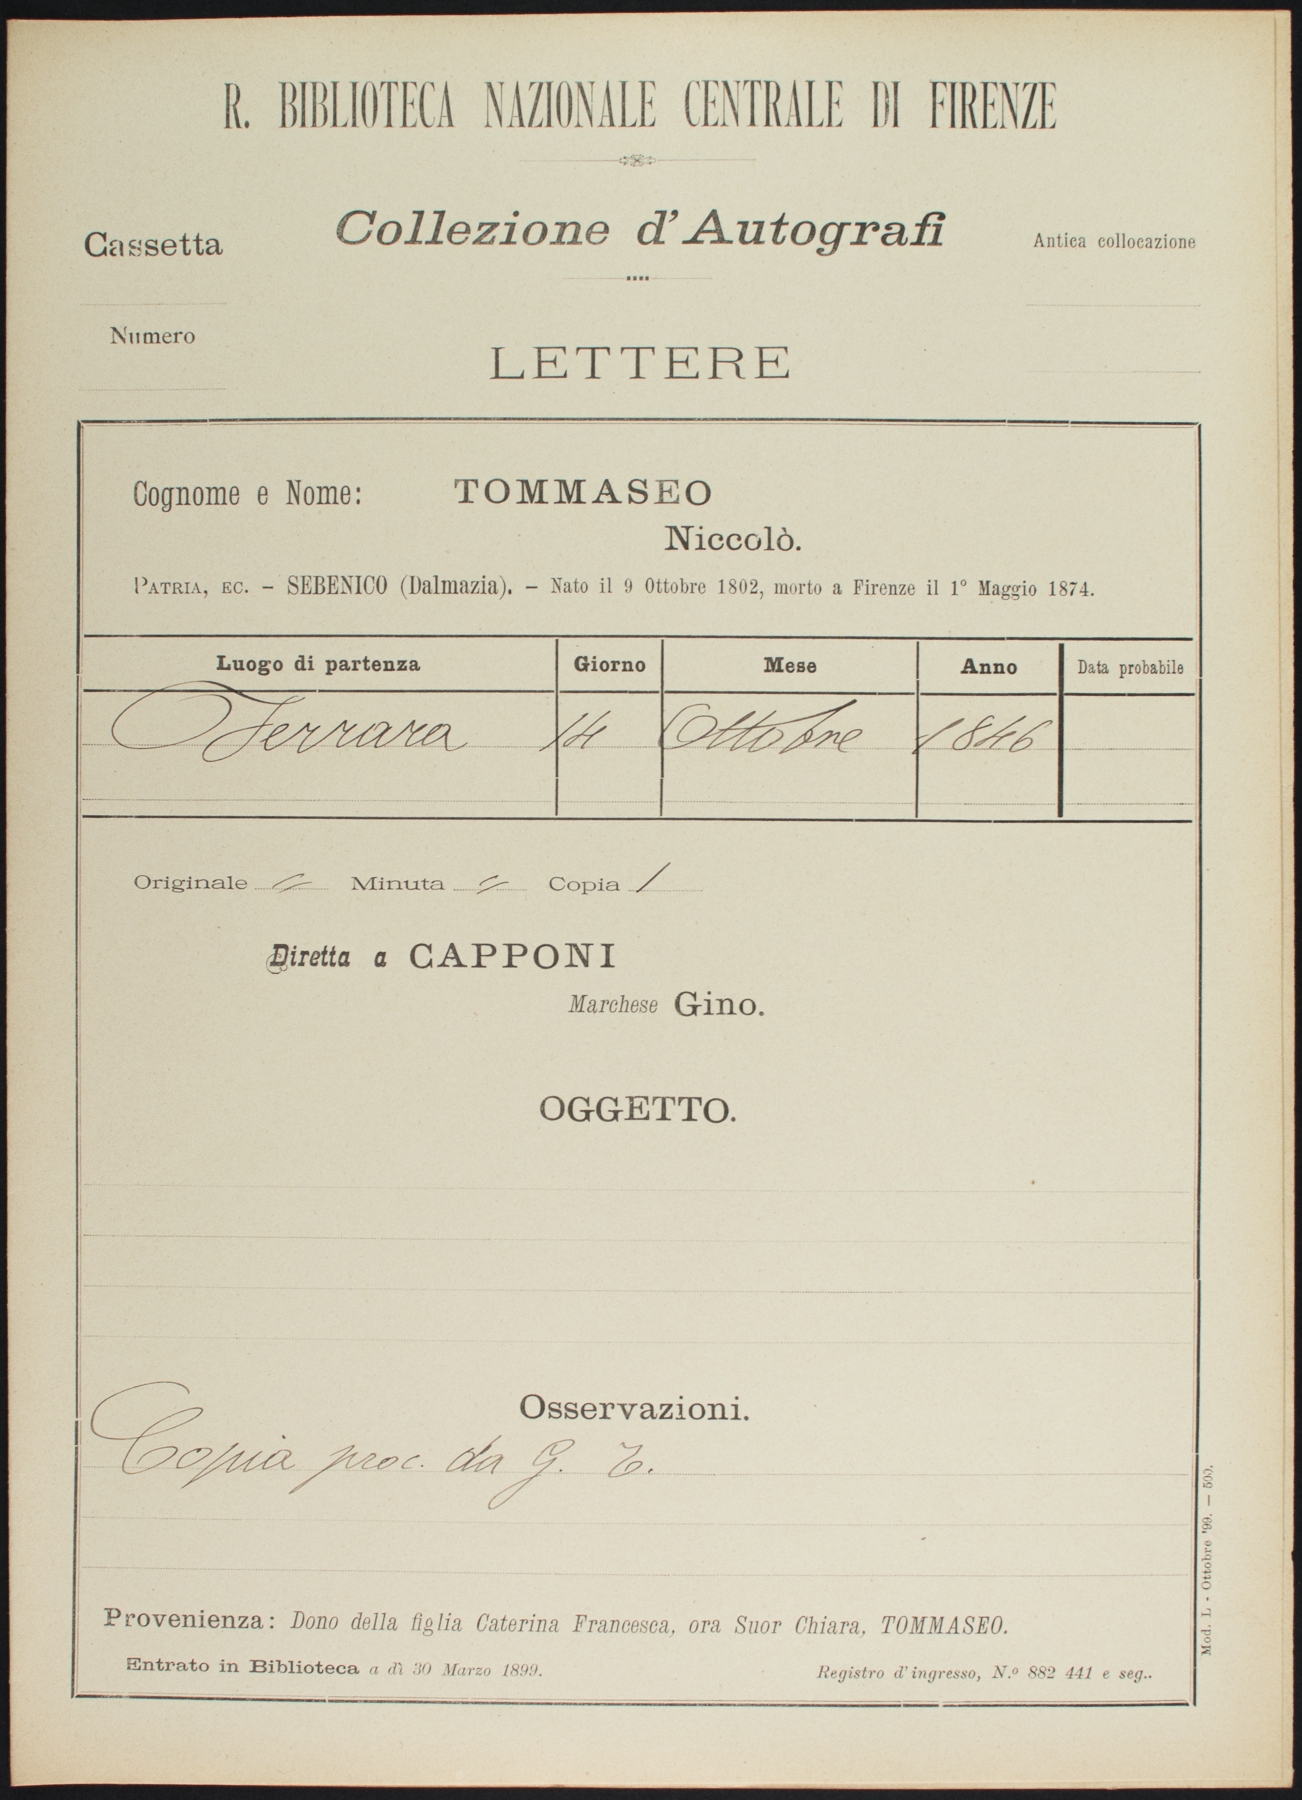 R. BIBLIOTECA NAZIONALE CENTRALE DI FIRENZE
Collezione d'Autografi
Cassetta
Antica collocazione
Numero
LETTERE
Cognome e Nome: TOMMASEO
Niccolò.
PATRIA, EC. – SEBENICO (Dalmazia). – Nato il 9 Ottobre 1802, morto a Firenze il 1° Maggio 1874.
Luogo di partenza Giorno Mese Anno Data probabile
Ferrara 14 Ottobre 1846
Originale = Minuta = Copia 1
Diretta a CAPPONI
Marchese Gino.
OGGETTO.
Osservazioni.
Copia proc. da G. T.
Provenienza: Dono della figlia Caterina Francesca, ora Suor Chiara, TOMMASEO.
Entrato in Biblioteca a dì 30 Marzo 1899. Registro d'ingresso, N.º 882 441 e seg..
Mod. L - Ottobre '99. — 500.